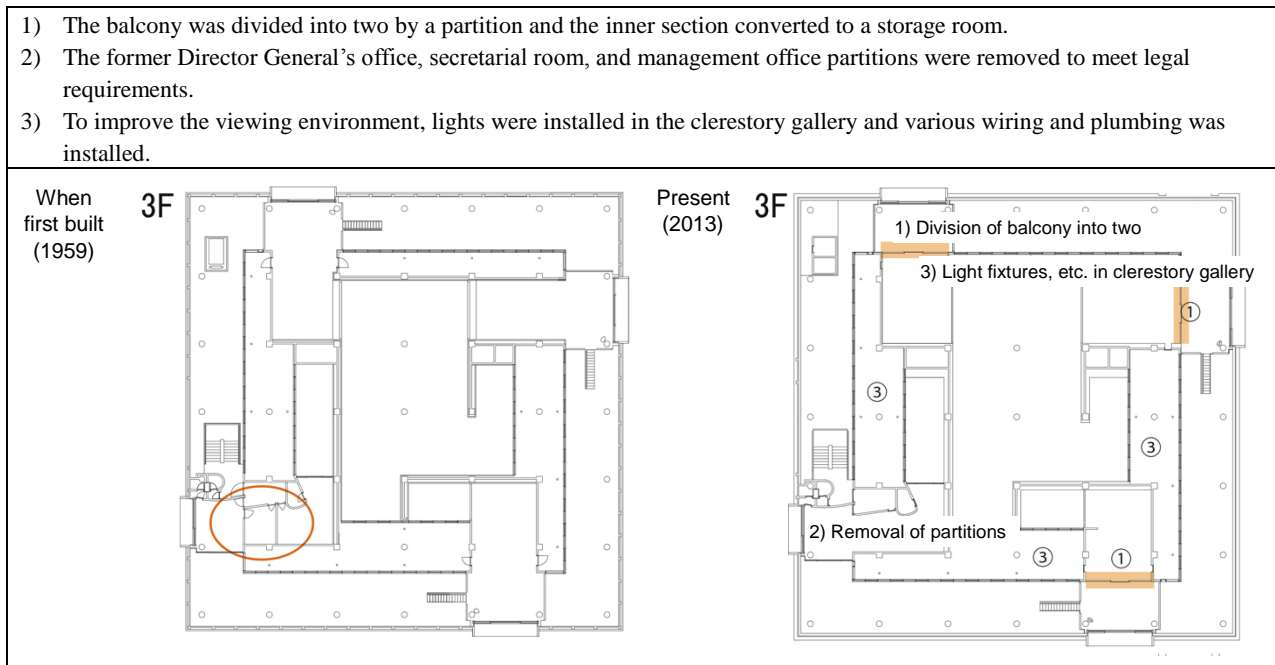 1) The balcony was divided into two by a partition and the inner section converted to a storage room.
2) The former Director General’s office, secretarial room, and management office partitions were removed to meet legal
requirements.
3) To improve the viewing environment, lights were installed in the clerestory gallery and various wiring and plumbing was
installed.
When
first built
(1959)
3F
Present
(2013)
3F
1) Division of balcony into two
3) Light fixtures, etc. in clerestory gallery
①
③
③
2) Removal of partitions
③
①